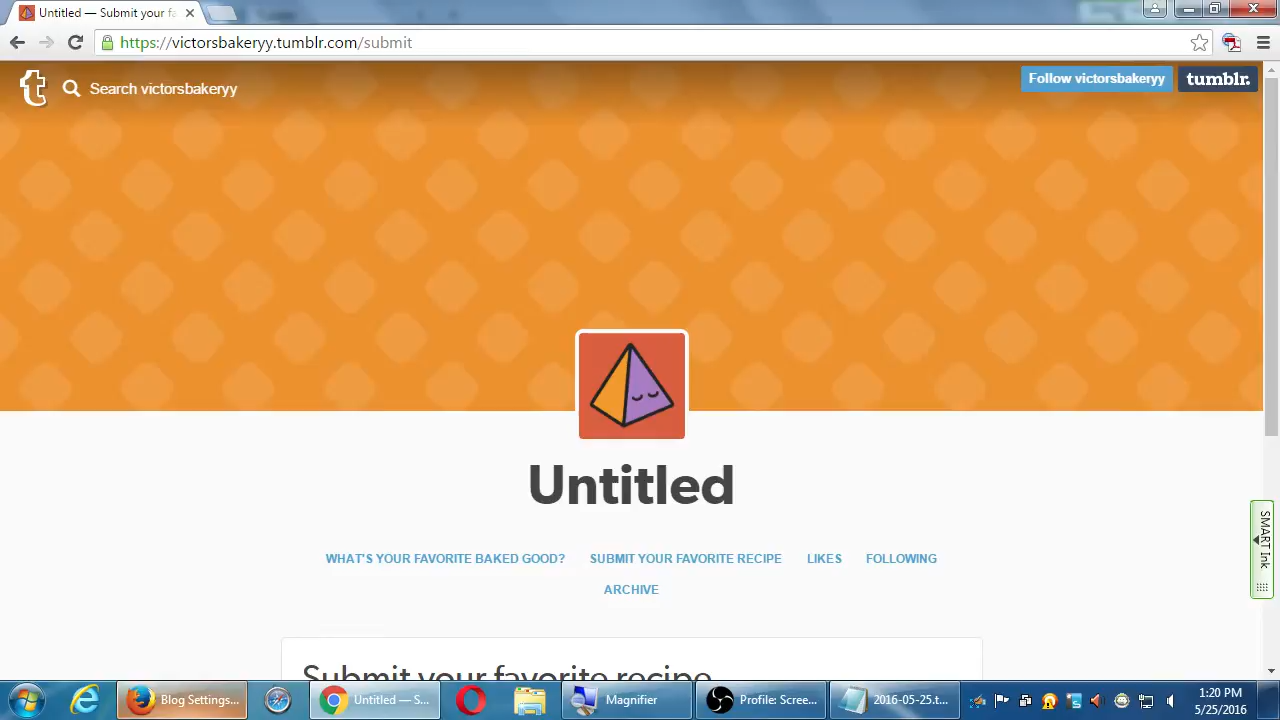 Untitled — Submit your fa
https://victorsbakeryy.tumblr.com/submit
t Search victorsbakeryy
Follow victorsbakeryy
tumblr.
Untitled
WHAT'S YOUR FAVORITE BAKED GOOD? SUBMIT YOUR FAVORITE RECIPE LIKES FOLLOWING
ARCHIVE
Submit your favorite recipe
SMART Ink
Blog Settings... Untitled — S... Magnifier Profile: Scree... 2016-05-25.t... 1:20 PM
5/25/2016